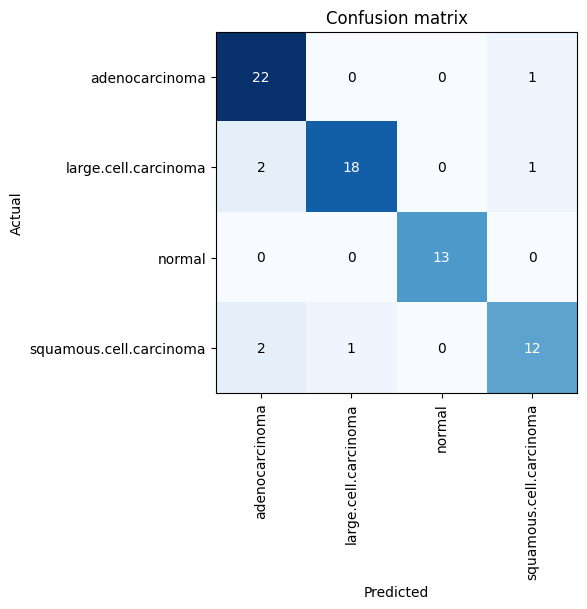 Confusion matrix
Actual
adenocarcinoma 22 0 0 1
large.cell.carcinoma 2 18 0 1
normal 0 0 13 0
squamous.cell.carcinoma 2 1 0 12
adenocarcinoma
large.cell.carcinoma
normal
squamous.cell.carcinoma
Predicted